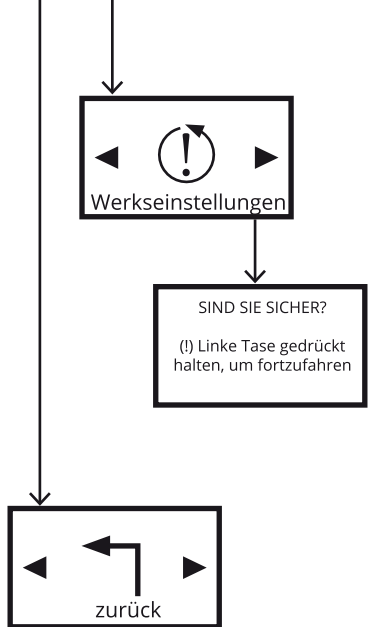 Werkseinstellungen
SIND SIE SICHER?
(!) Linke Tase gedrückt
halten, um fortzufahren
zurück